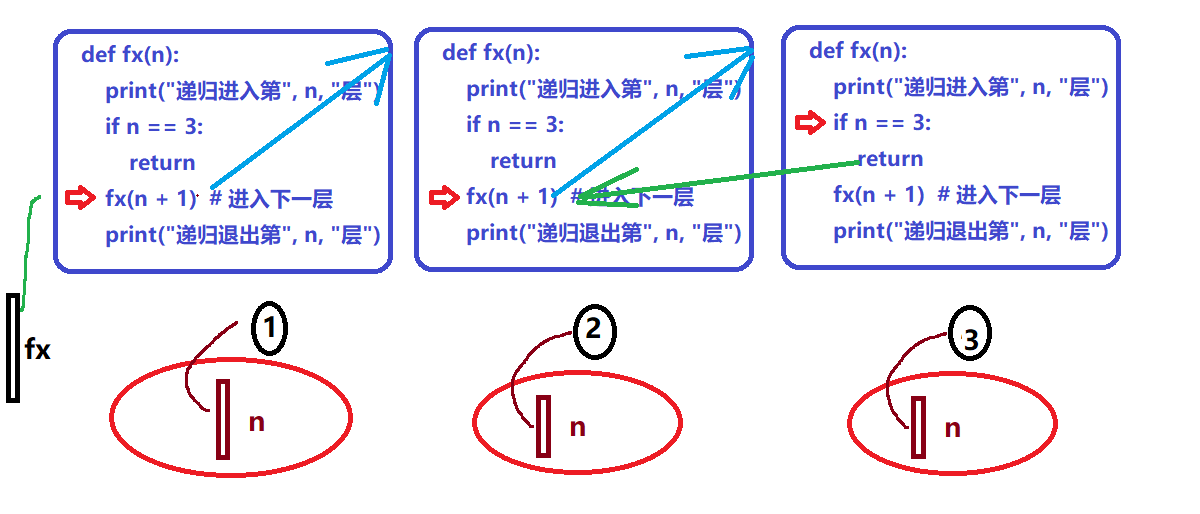 def fx(n):
print("递归进入第", n, "层")
if n == 3:
return
fx(n + 1)  # 进入下一层
print("递归退出第", n, "层")
def fx(n):
print("递归进入第", n, "层")
if n == 3:
return
fx(n + 1)  # 进入下一层
print("递归退出第", n, "层")
def fx(n):
print("递归进入第", n, "层")
if n == 3:
return
fx(n + 1)  # 进入下一层
print("递归退出第", n, "层")
fx
1
n
2
n
3
n